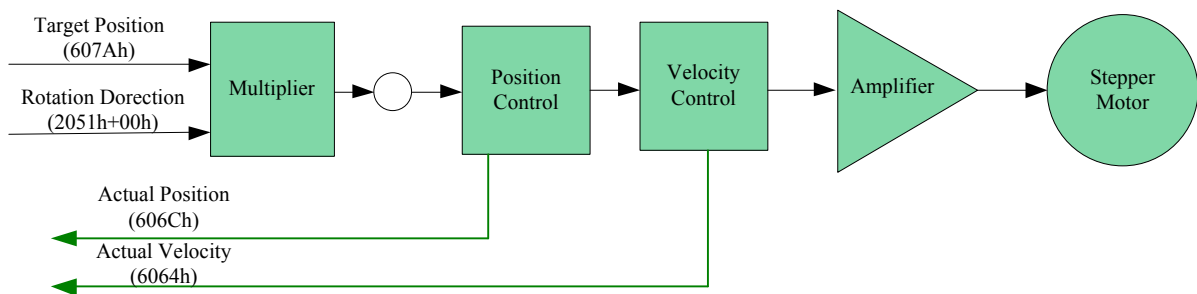 Target Position
(607Ah)
Rotation Dorection
(2051h+00h)
Multiplier
Position
Control
Velocity
Control
Amplifier
Stepper
Motor
Actual Position
(606Ch)
Actual Velocity
(6064h)